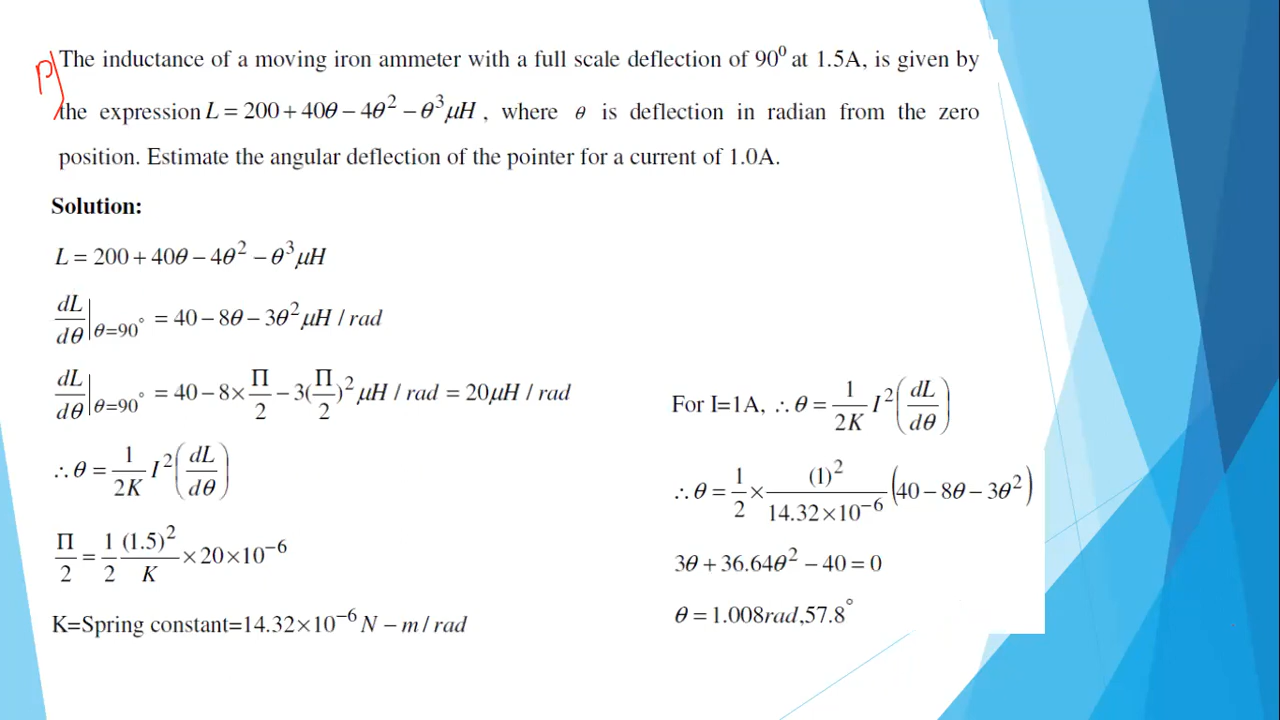 P)
The inductance of a moving iron ammeter with a full scale deflection of 90⁰ at 1.5A, is given by
the expression L = 200 + 40θ − 4θ² − θ³ μH , where θ is deflection in radian from the zero
position. Estimate the angular deflection of the pointer for a current of 1.0A.
Solution:
L = 200 + 40θ − 4θ² − θ³ μH
dL/dθ|θ=90° = 40 − 8θ − 3θ² μH / rad
dL/dθ|θ=90° = 40 − 8 × Π/2 − 3(Π/2)² μH / rad = 20μH / rad
∴ θ = 1/2K I² (dL/dθ)
Π/2 = 1/2 (1.5)²/K × 20 × 10⁻⁶
K=Spring constant=14.32 × 10⁻⁶ N − m / rad
For I=1A, ∴ θ = 1/2K I² (dL/dθ)
∴ θ = 1/2 × (1)²/14.32 × 10⁻⁶ (40 − 8θ − 3θ²)
3θ + 36.64θ² − 40 = 0
θ = 1.008rad,57.8°